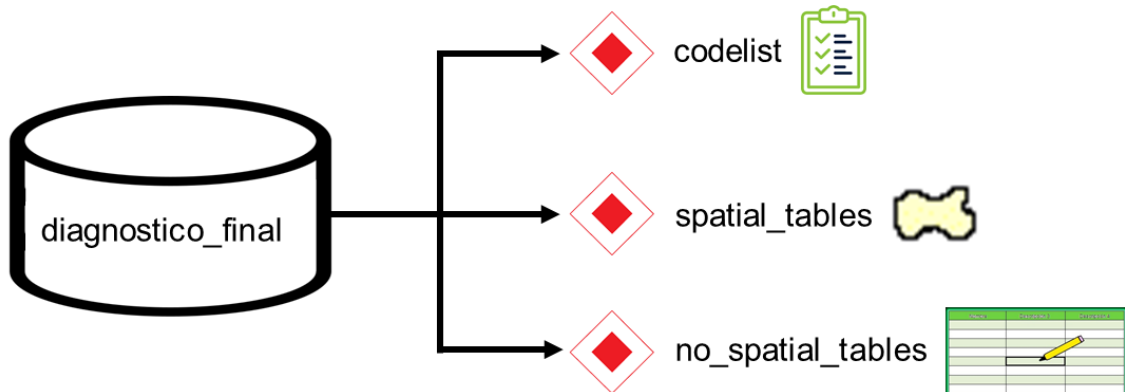 codelist
diagnostico_final
spatial_tables
no_spatial_tables